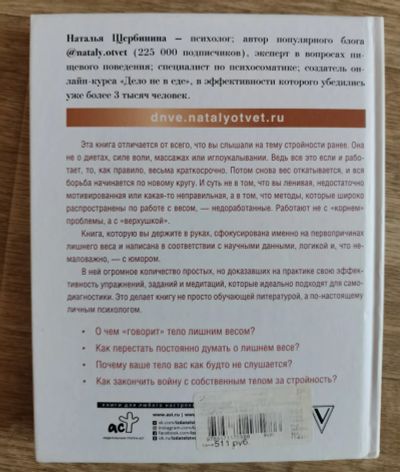 Наталья Щербинина – психолог; автор популярного блога
@nataly.otvet (225 000 подписчиков), эксперт в вопросах пи-
щевого поведения; специалист по психосоматике; создатель он-
лайн-курса «Дело не в еде», в эффективности которого убедились
уже более 3 тысяч человек.
dnve.natalyotvet.ru
Эта книга отличается от всего, что вы слышали на тему стройности ранее. Она
не о диетах, силе воли, массажах или иглоукалывании. Ведь все это если и рабо-
тает, то, как правило, весьма краткосрочно. Потом снова вес откатывается, и вся
борьба начинается по новому кругу. И суть не в том, что вы ленивая, недостаточно
мотивированная или какая-то неправильная, а в том, что методы, которые широко
распространены по работе с весом, — недоработанные. Работают не с «корнем»
проблемы, а с «верхушкой».
Книга, которую вы держите в руках, сфокусирована именно на первопричинах
лишнего веса и написана в соответствии с научными данными, логикой и, что не-
маловажно, — с юмором.
В ней огромное количество простых, но доказавших на практике свою эффек-
тивность упражнений, заданий и медитаций, которые идеально подходят для само-
диагностики. Это делает книгу не просто обучающей литературой, а по-настоящему
личным психологом.
• О чем «говорит» тело лишним весом?
• Как перестать постоянно думать о лишнем весе?
• Почему ваше тело вас как будто не слушается?
• Как закончить войну с собственным телом за стройность?
книги для любого настроения
www.ast.ru
аст
Цена:
511 руб.